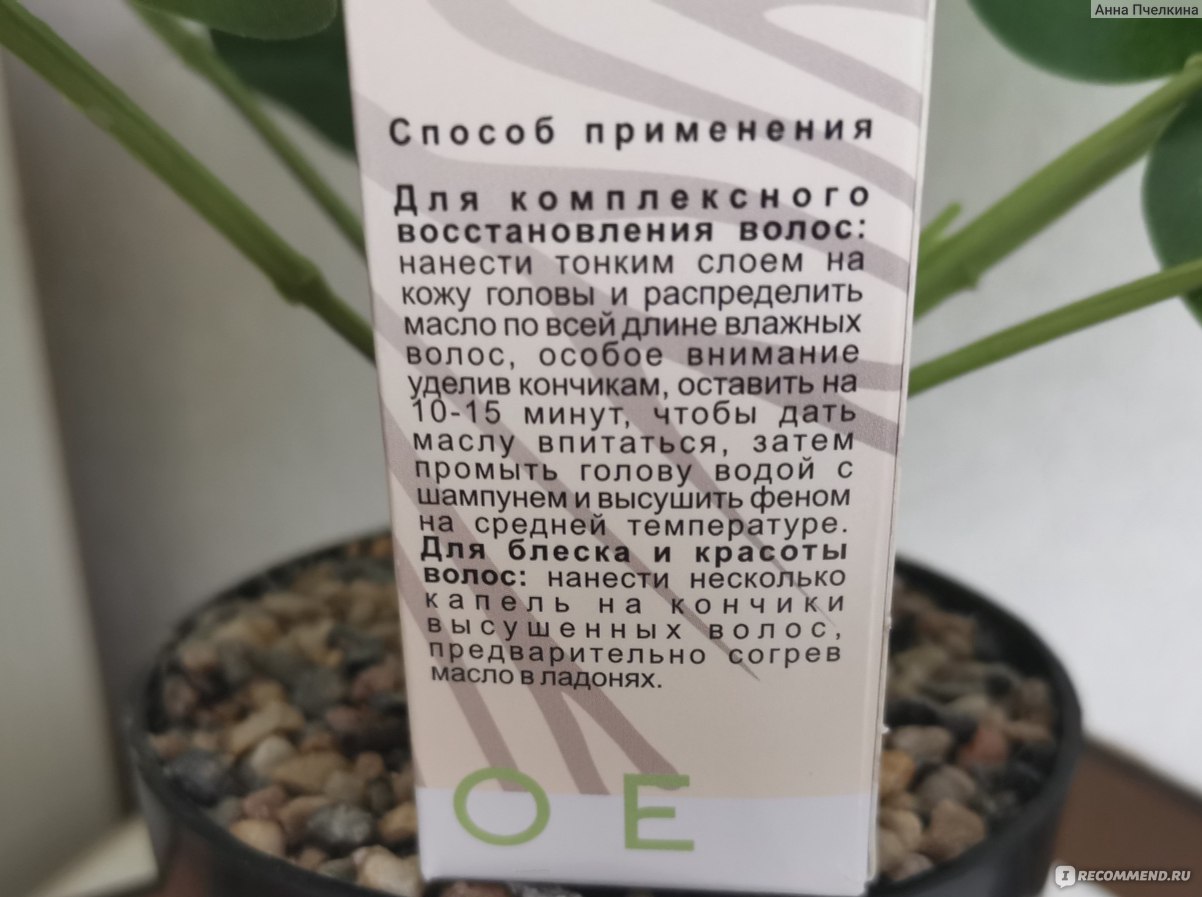 Анна Пчелкина
Способ применения
Для комплексного
восстановления волос:
нанести тонким слоем на
кожу головы и распределить
масло по всей длине влажных
волос, особое внимание
уделив кончикам, оставить на
10-15 минут, чтобы дать
маслу впитаться, затем
промыть голову водой с
шампунем и высушить феном
на средней температуре.
Для блеска и красоты
волос: нанести несколько
капель на кончики
высушенных волос,
предварительно согрев
масло в ладонях.
O E
I RECOMMEND.RU